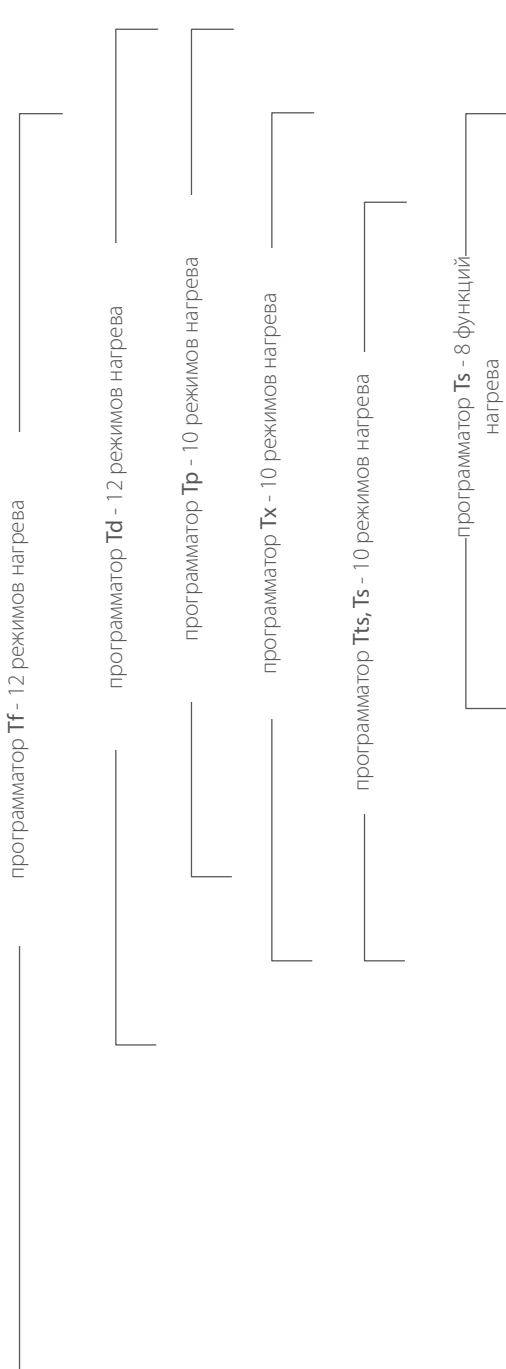 программатор Tf - 12 режимов нагрева
программатор Td - 12 режимов нагрева
программатор Tp - 10 режимов нагрева
программатор Tx - 10 режимов нагрева
программатор Tts, Ts - 10 режимов нагрева
программатор Ts - 8 функций
нагрева